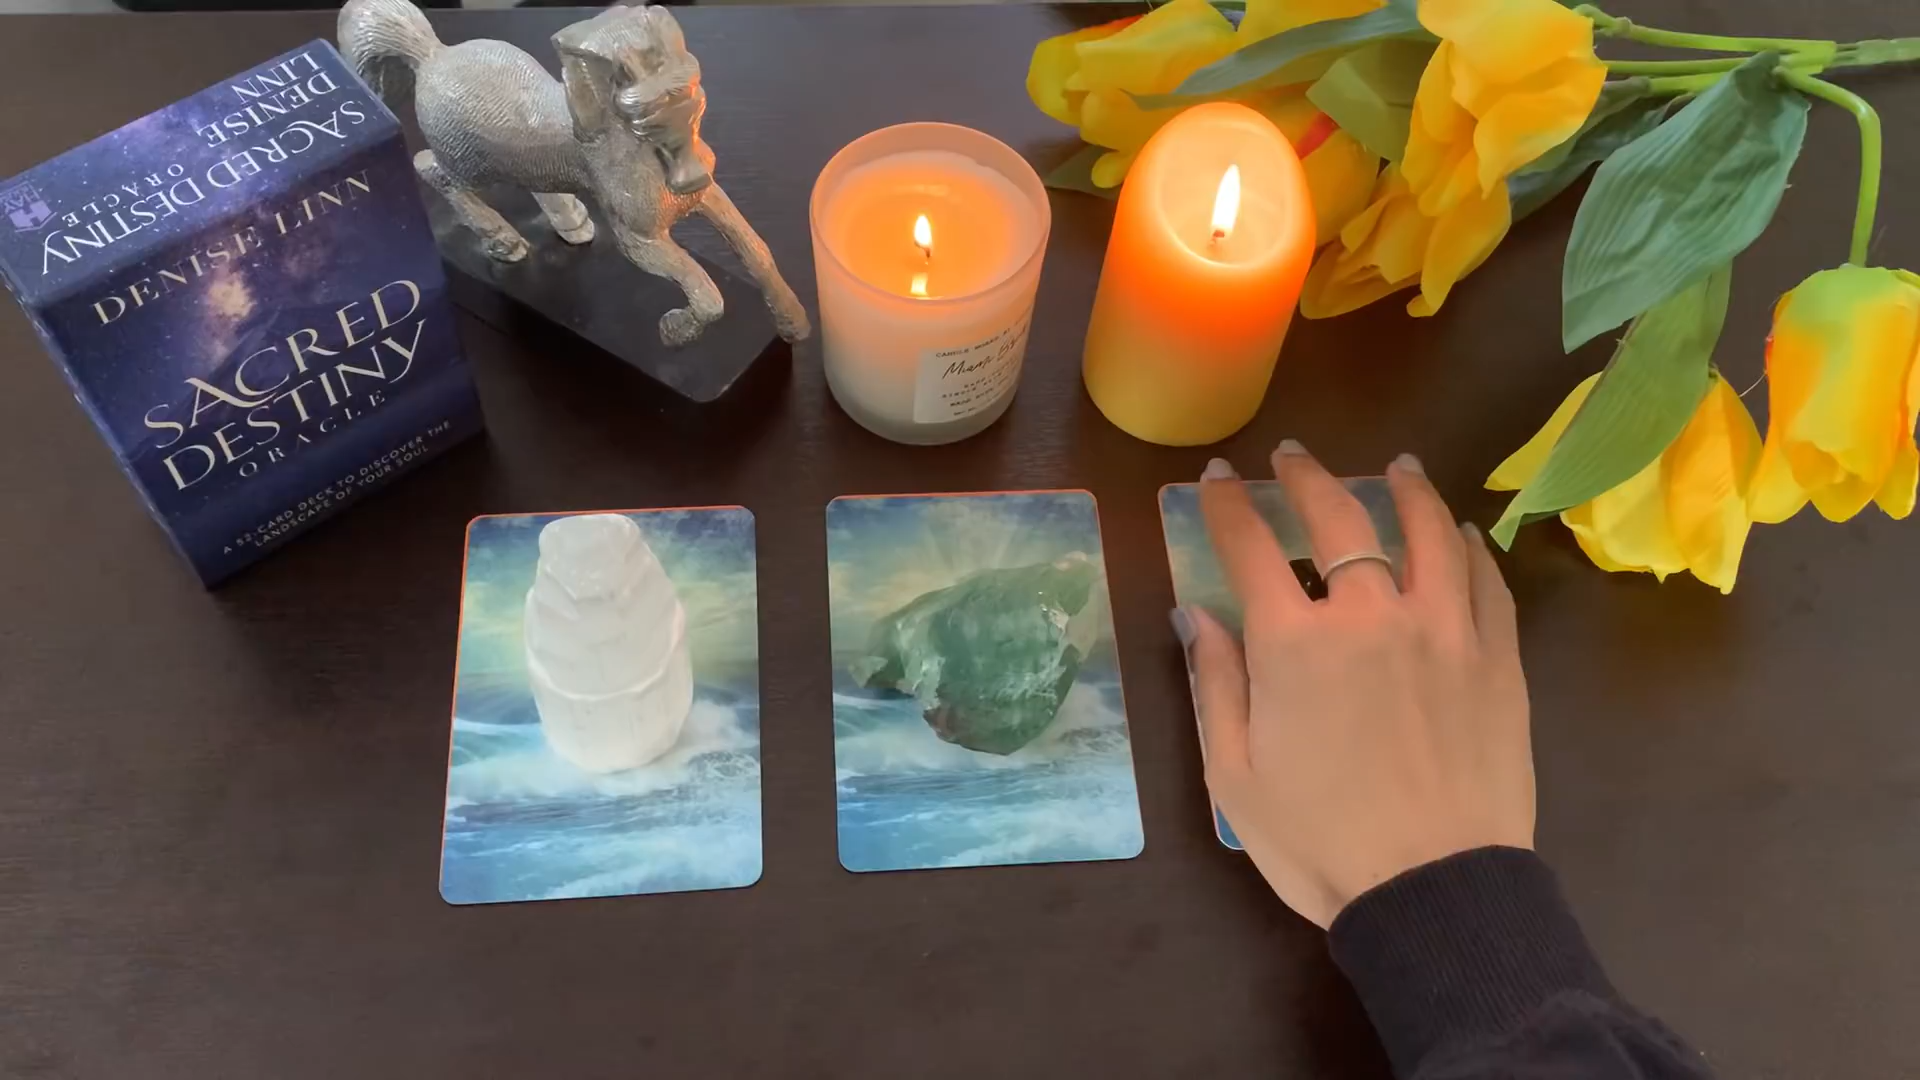 DENISE
LINN
SACRED DESTINY
ORACLE
HAY
DENISE LINN
SACRED
DESTINY
ORACLE
A 52-CARD DECK TO DISCOVER THE
LANDSCAPE OF YOUR SOUL